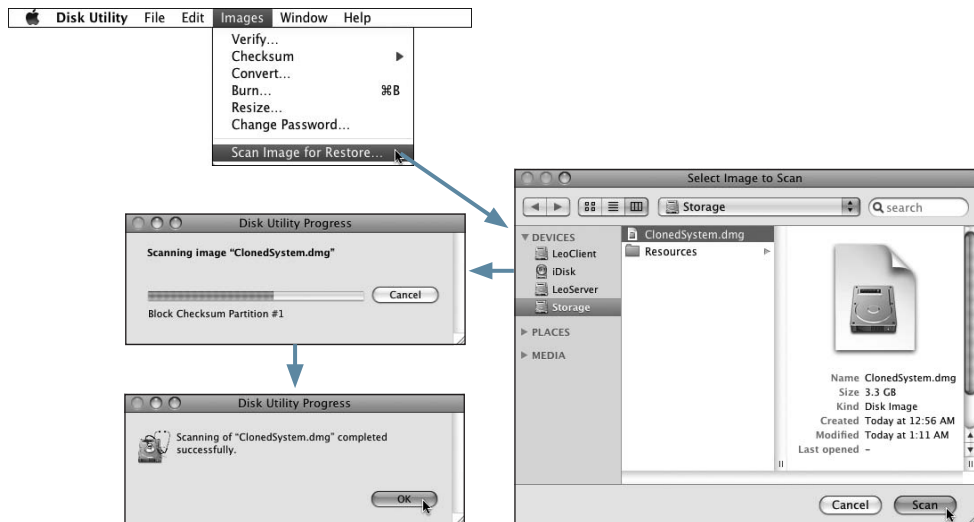 Disk Utility File Edit Images Window Help
Verify...
Checksum
Convert...
Burn... ⌘B
Resize...
Change Password...
Scan Image for Restore...
Select Image to Scan
Storage
search
DEVICES
LeoClient
iDisk
LeoServer
Storage
PLACES
MEDIA
ClonedSystem.dmg
Resources
Name ClonedSystem.dmg
Size 3.3 GB
Kind Disk Image
Created Today at 12:56 AM
Modified Today at 1:11 AM
Last opened –
Cancel Scan
Disk Utility Progress
Scanning image “ClonedSystem.dmg”
Cancel
Block Checksum Partition #1
Disk Utility Progress
Scanning of “ClonedSystem.dmg” completed
successfully.
OK